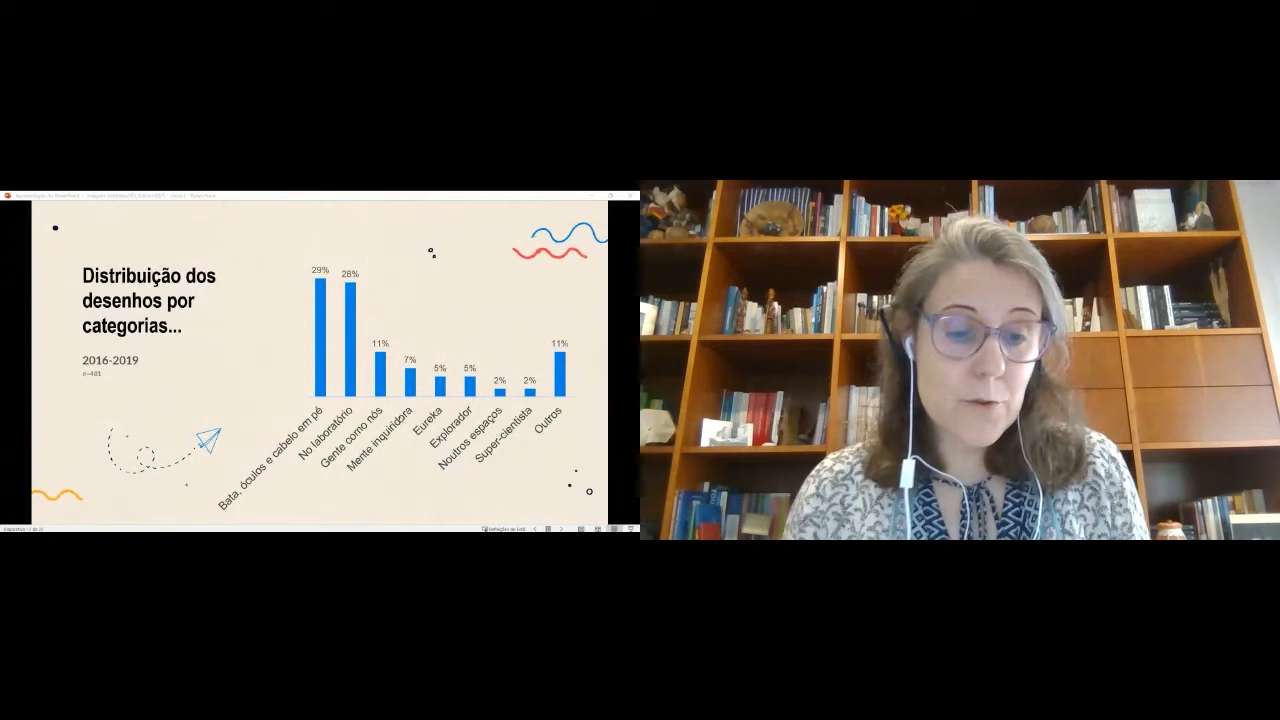 Distribuição dos
desenhos por
categorias...
2016-2019
n=481
29%
28%
11%
7%
5%
5%
2%
2%
11%
Bata, óculos e cabelo em pé
No laboratório
Gente como nós
Mente inquiridora
Eureka
Explorador
Noutros espaços
Super-cientista
Outros